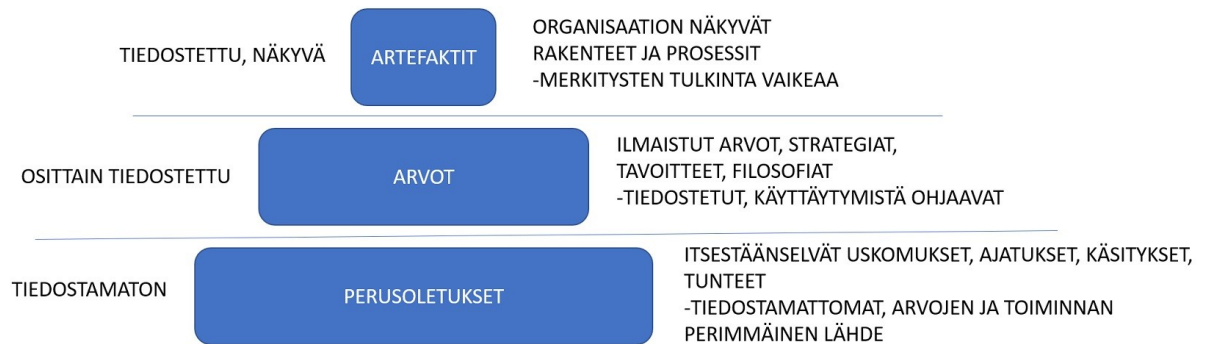 TIEDOSTETTU, NÄKYVÄ
ARTEFAKTIT
ORGANISAATION NÄKYVÄT
RAKENTEET JA PROSESSIT
-MERKITYSTEN TULKINTA VAIKEAA
OSITTAIN TIEDOSTETTU
ARVOT
ILMAISTUT ARVOT, STRATEGIAT,
TAVOITTEET, FILOSOFIAT
-TIEDOSTETUT, KÄYTTÄYTYMISTÄ OHJAAVAT
TIEDOSTAMATON
PERUSOLETUKSET
ITSESTÄÄNSELVÄT USKOMUKSET, AJATUKSET, KÄSITYKSET,
TUNTEET
-TIEDOSTAMATTOMAT, ARVOJEN JA TOIMINNAN
PERIMMÄINEN LÄHDE